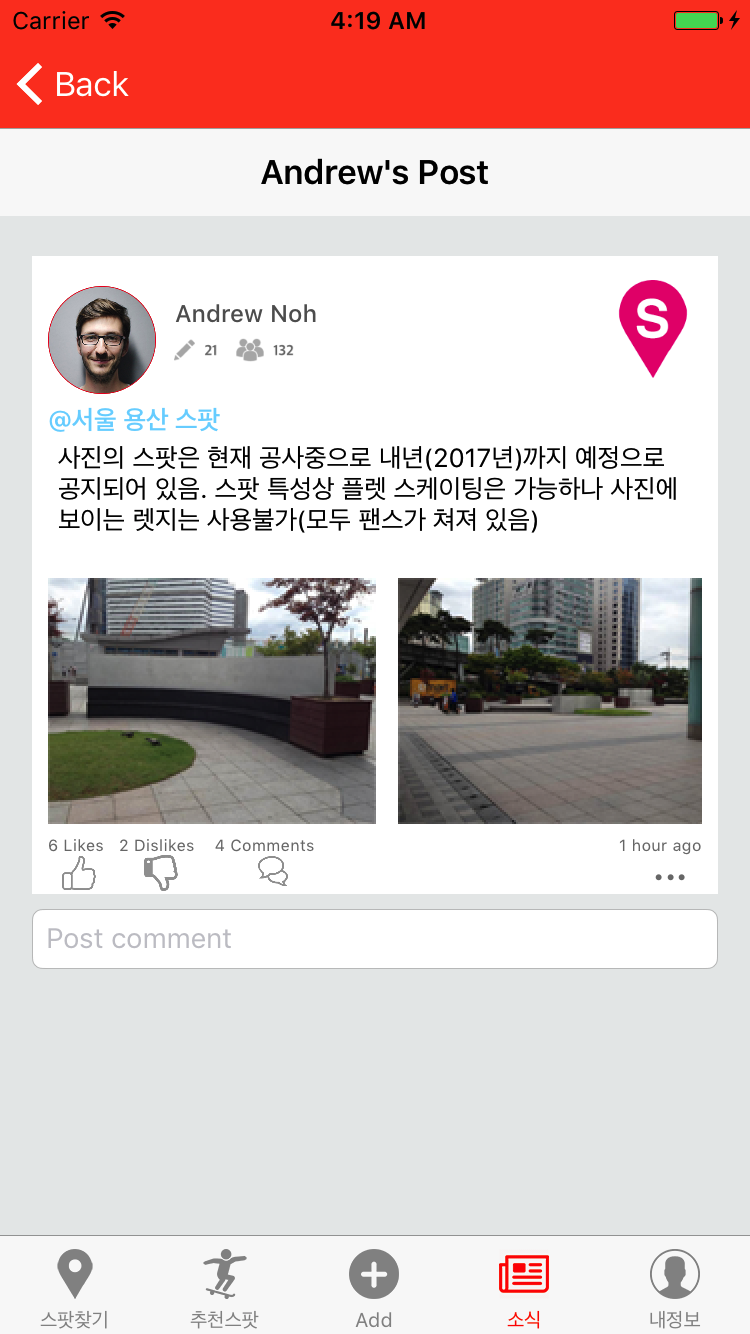 Carrier 4:19 AM
Back
Andrew's Post
Andrew Noh
S
21 132
@서울 용산 스팟
사진의 스팟은 현재 공사중으로 내년(2017년)까지 예정으로
공지되어 있음. 스팟 특성상 플렛 스케이팅은 가능하나 사진에
보이는 렛지는 사용불가(모두 팬스가 쳐져 있음)
6 Likes 2 Dislikes 4 Comments 1 hour ago
Post comment
스팟찾기 추천스팟 Add 소식 내정보